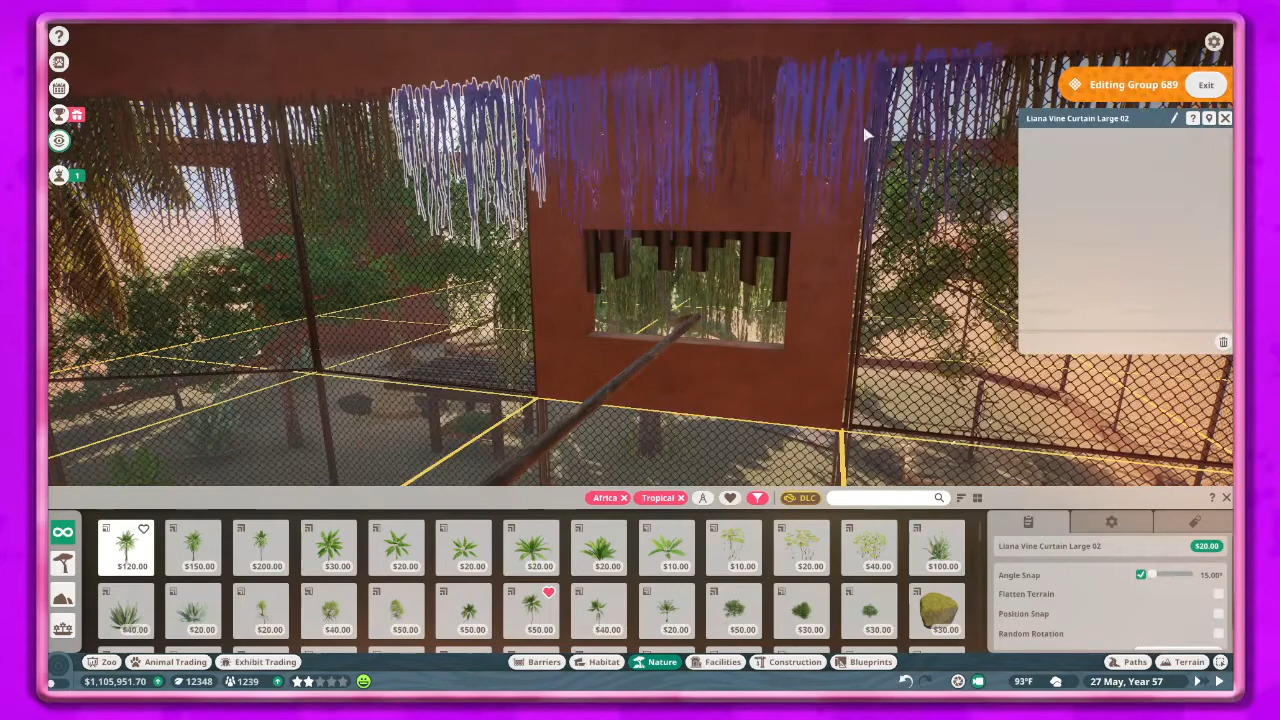 Editing Group 689
Exit
Liana Vine Curtain Large 02
?
1
Africa
Tropical
DLC
$120.00 $150.00 $200.00 $30.00 $20.00 $20.00 $20.00 $20.00 $10.00 $10.00 $20.00 $40.00 $100.00
$40.00 $20.00 $20.00 $40.00 $50.00 $20.00 $50.00 $40.00 $20.00 $50.00 $30.00 $30.00 $30.00
Liana Vine Curtain Large 02 $20.00
Angle Snap 15.00°
Flatten Terrain
Position Snap
Random Rotation
Zoo Animal Trading Exhibit Trading Barriers Habitat Nature Facilities Construction Blueprints Paths Terrain
$1,105,951.70 12348 1239 93°F 27 May, Year 57